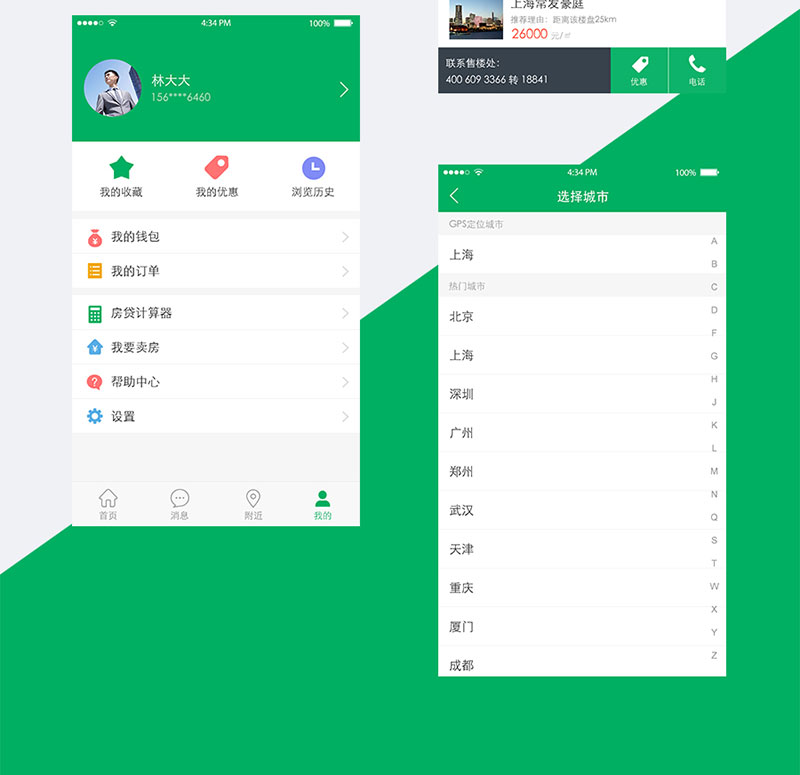 4:34 PM 100%
林大大
156****6460
我的收藏 我的优惠 浏览历史
我的钱包
我的订单
房贷计算器
我要卖房
帮助中心
设置
首页 消息 附近 我的
上海常发豪庭
推荐理由：距离该楼盘25km
26000 元/㎡
联系售楼处：
400 609 3366 转 18841
优惠 电话
4:34 PM 100%
选择城市
GPS定位城市
上海
热门城市
北京
上海
深圳
广州
郑州
武汉
天津
重庆
厦门
成都
A
B
C
D
F
G
H
J
K
L
M
N
Q
S
T
W
X
Y
Z